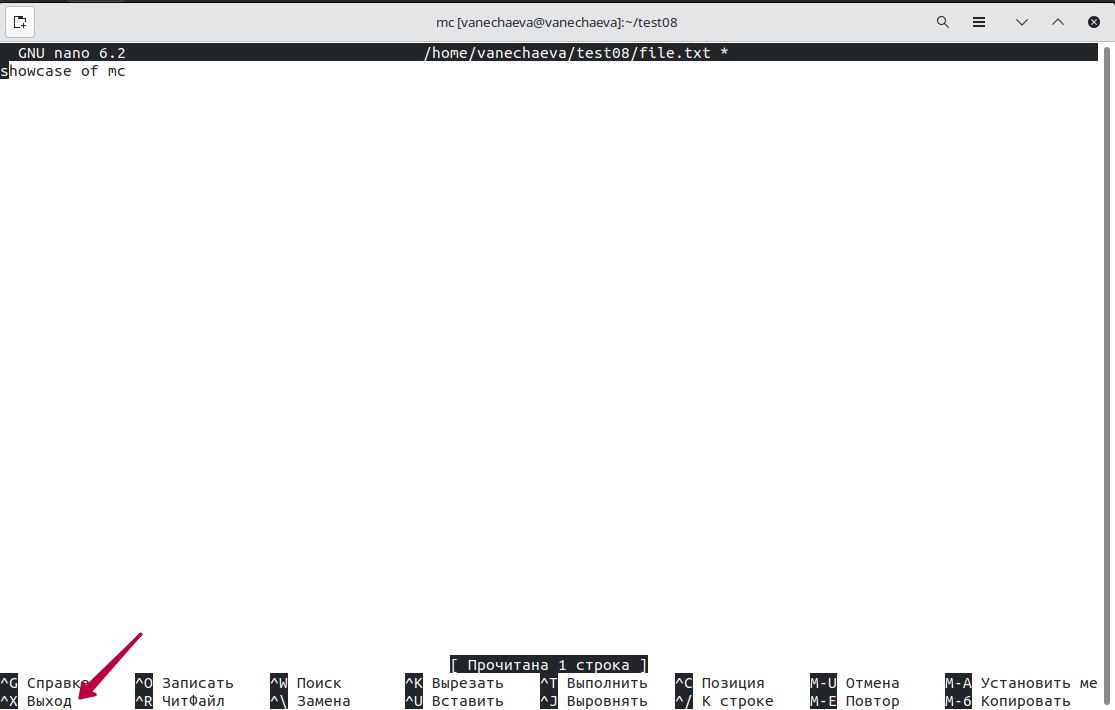 mc [vanechaeva@vanechaeva]:~/test08
GNU nano 6.2 /home/vanechaeva/test08/file.txt *
showcase of mc
[ Прочитана 1 строка ]
^G Справка ^O Записать ^W Поиск ^K Вырезать ^T Выполнить ^C Позиция M-U Отмена M-A Установить ме
^X Выход ^R ЧитФайл ^\ Замена ^U Вставить ^J Выровнять ^/ К строке M-E Повтор M-6 Копировать